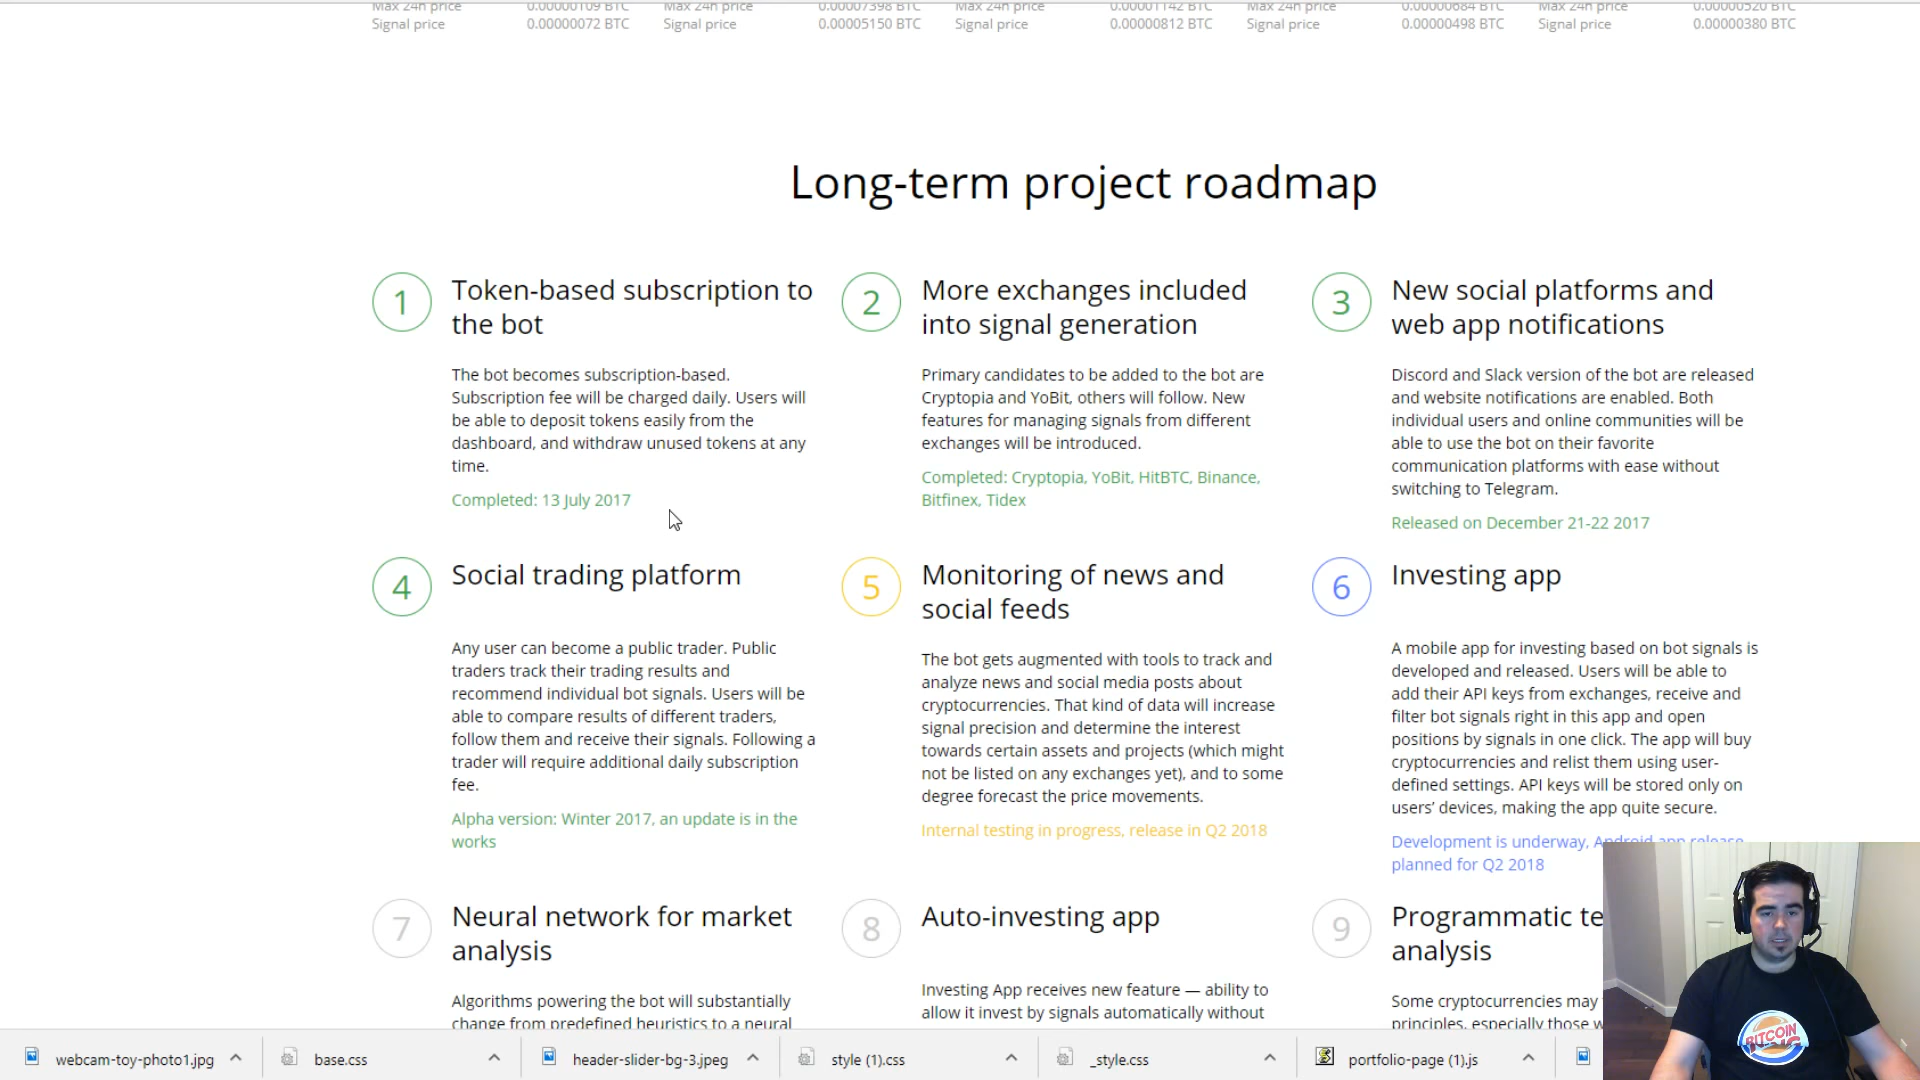 Max 24h price 0.00000109 BTC Max 24h price 0.00007398 BTC Max 24h price 0.00001142 BTC Max 24h price 0.00000684 BTC Max 24h price 0.00000520 BTC
Signal price 0.00000072 BTC Signal price 0.00005150 BTC Signal price 0.00000812 BTC Signal price 0.00000498 BTC Signal price 0.00000380 BTC
Long-term project roadmap
1
Token-based subscription to
the bot
The bot becomes subscription-based.
Subscription fee will be charged daily. Users will
be able to deposit tokens easily from the
dashboard, and withdraw unused tokens at any
time.
Completed: 13 July 2017
2
More exchanges included
into signal generation
Primary candidates to be added to the bot are
Cryptopia and YoBit, others will follow. New
features for managing signals from different
exchanges will be introduced.
Completed: Cryptopia, YoBit, HitBTC, Binance,
Bitfinex, Tidex
3
New social platforms and
web app notifications
Discord and Slack version of the bot are released
and website notifications are enabled. Both
individual users and online communities will be
able to use the bot on their favorite
communication platforms with ease without
switching to Telegram.
Released on December 21-22 2017
4
Social trading platform
Any user can become a public trader. Public
traders track their trading results and
recommend individual bot signals. Users will be
able to compare results of different traders,
follow them and receive their signals. Following a
trader will require additional daily subscription
fee.
Alpha version: Winter 2017, an update is in the
works
5
Monitoring of news and
social feeds
The bot gets augmented with tools to track and
analyze news and social media posts about
cryptocurrencies. That kind of data will increase
signal precision and determine the interest
towards certain assets and projects (which might
not be listed on any exchanges yet), and to some
degree forecast the price movements.
Internal testing in progress, release in Q2 2018
6
Investing app
A mobile app for investing based on bot signals is
developed and released. Users will be able to
add their API keys from exchanges, receive and
filter bot signals right in this app and open
positions by signals in one click. The app will buy
cryptocurrencies and relist them using user-
defined settings. API keys will be stored only on
users' devices, making the app quite secure.
Development is underway, Android app release
planned for Q2 2018
7
Neural network for market
analysis
Algorithms powering the bot will substantially
change from predefined heuristics to a neural
8
Auto-investing app
Investing App receives new feature — ability to
allow it invest by signals automatically without
9
Programmatic te
analysis
Some cryptocurrencies may
principles, especially those w
BITCOIN
webcam-toy-photo1.jpg base.css header-slider-bg-3.jpeg style (1).css _style.css portfolio-page (1).js